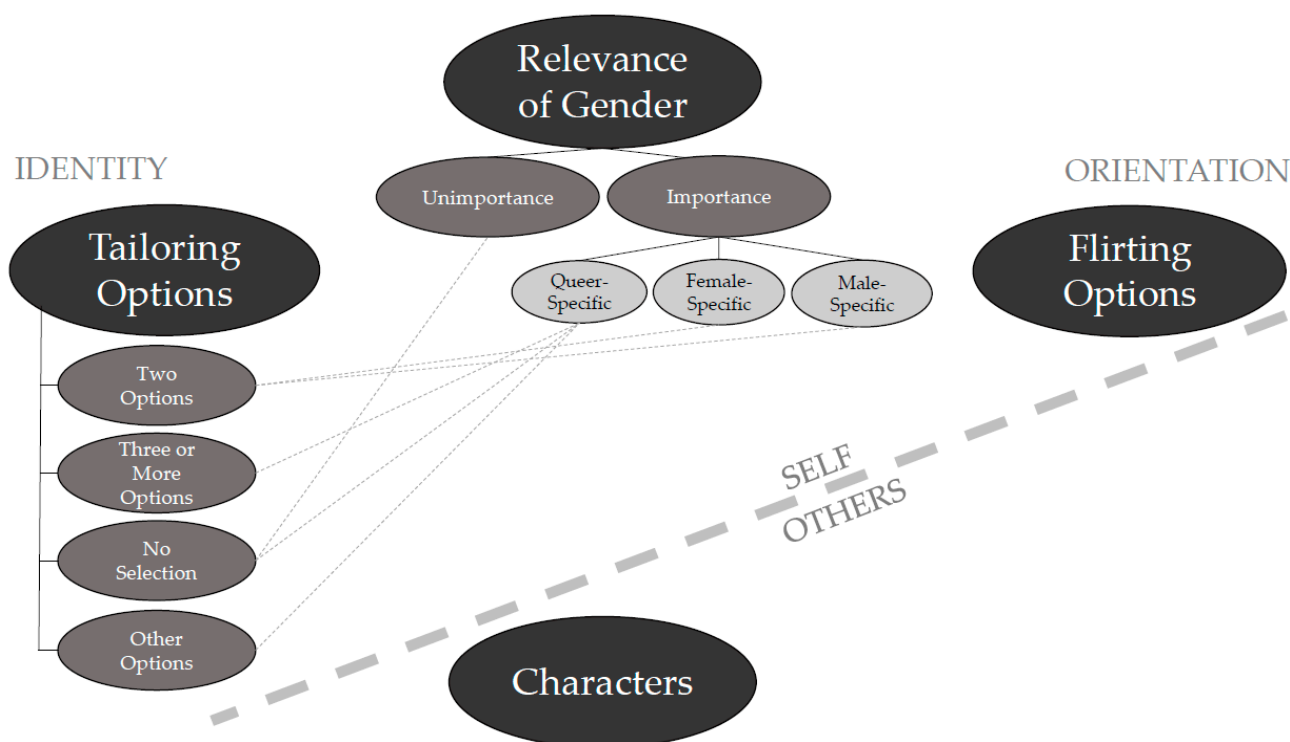 Relevance
of Gender
IDENTITY
ORIENTATION
Unimportance
Importance
Tailoring
Options
Flirting
Options
Queer-
Specific
Female-
Specific
Male-
Specific
Two
Options
Three or
More
Options
No
Selection
Other
Options
SELF
OTHERS
Characters